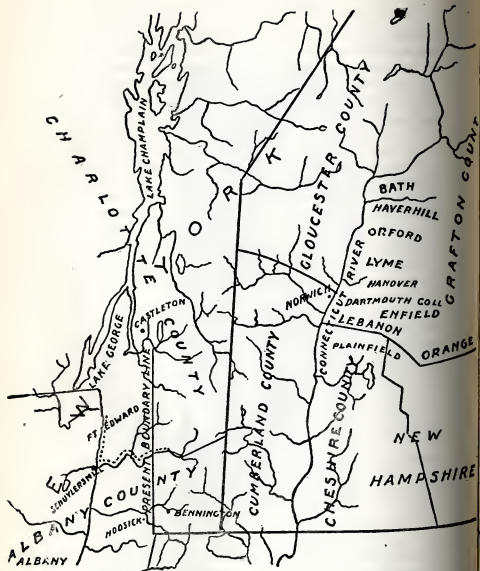 CHARLOTTE COUNTY
LAKE CHAMPLAIN
NEW YORK
GLOUCESTER COUNTY
GRAFTON COUNT
BATH
HAVERHILL
ORFORD
LYME
HANOVER
DARTMOUTH COLL
ENFIELD
LEBANON
PLAINFIELD
ORANGE
NORWICH
CONNECTICUT RIVER
CASTLETON
LAKE GEORGE
PRESENT BOUNDARY LINE
CUMBERLAND COUNTY
CHESHIRE COUNTY
NEW
HAMPSHIRE
FT. EDWARD
ALBANY COUNTY
HOOSICK
BENNINGTON
ALBANY